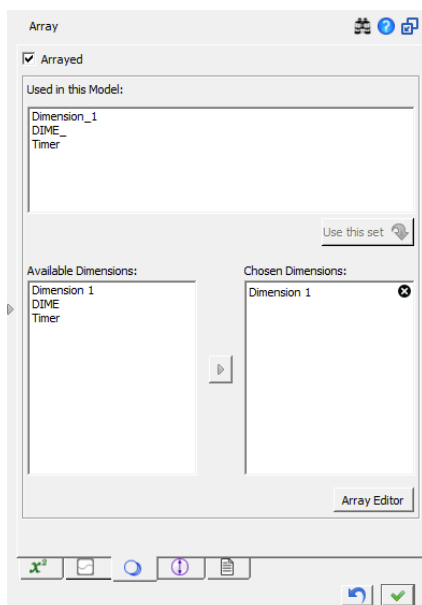 Array
Arrayed
Used in this Model:
Dimension_1
DIME_
Timer
Use this set
Available Dimensions:
Chosen Dimensions:
Dimension 1
DIME
Timer
Dimension 1
Array Editor
x²